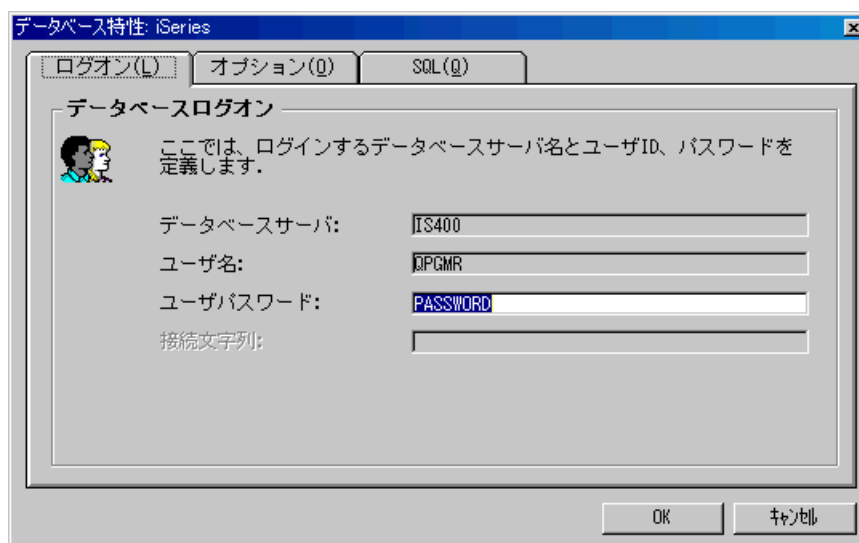 データベース特性: iSeries
ログオン(L)
オプション(O)
SQL(Q)
データベースログオン
ここでは、ログインするデータベースサーバ名とユーザID、パスワードを
定義します.
データベースサーバ: IS400
ユーザ名: QPGMR
ユーザパスワード: PASSWORD
接続文字列:
OK
ｷｬﾝｾﾙ